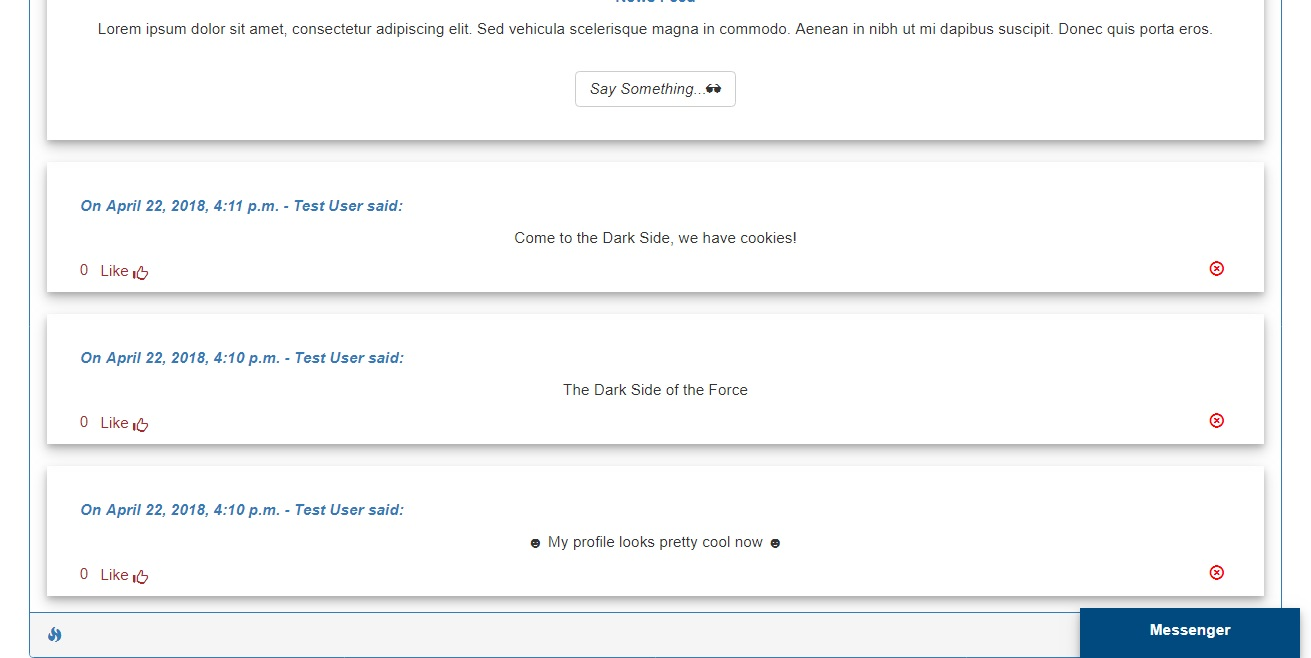 News Feed
Lorem ipsum dolor sit amet, consectetur adipiscing elit. Sed vehicula scelerisque magna in commodo. Aenean in nibh ut mi dapibus suscipit. Donec quis porta eros.
Say Something...
On April 22, 2018, 4:11 p.m. - Test User said:
Come to the Dark Side, we have cookies!
0 Like
On April 22, 2018, 4:10 p.m. - Test User said:
The Dark Side of the Force
0 Like
On April 22, 2018, 4:10 p.m. - Test User said:
☻ My profile looks pretty cool now ☻
0 Like
Messenger